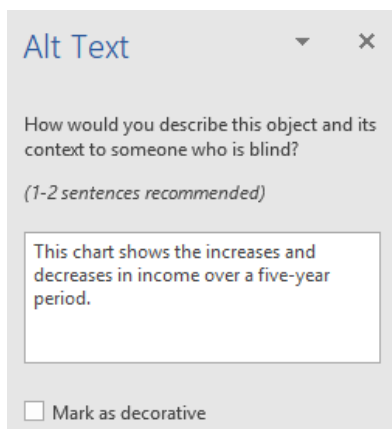 Alt Text
How would you describe this object and its
context to someone who is blind?
(1-2 sentences recommended)
This chart shows the increases and
decreases in income over a five-year
period.
Mark as decorative